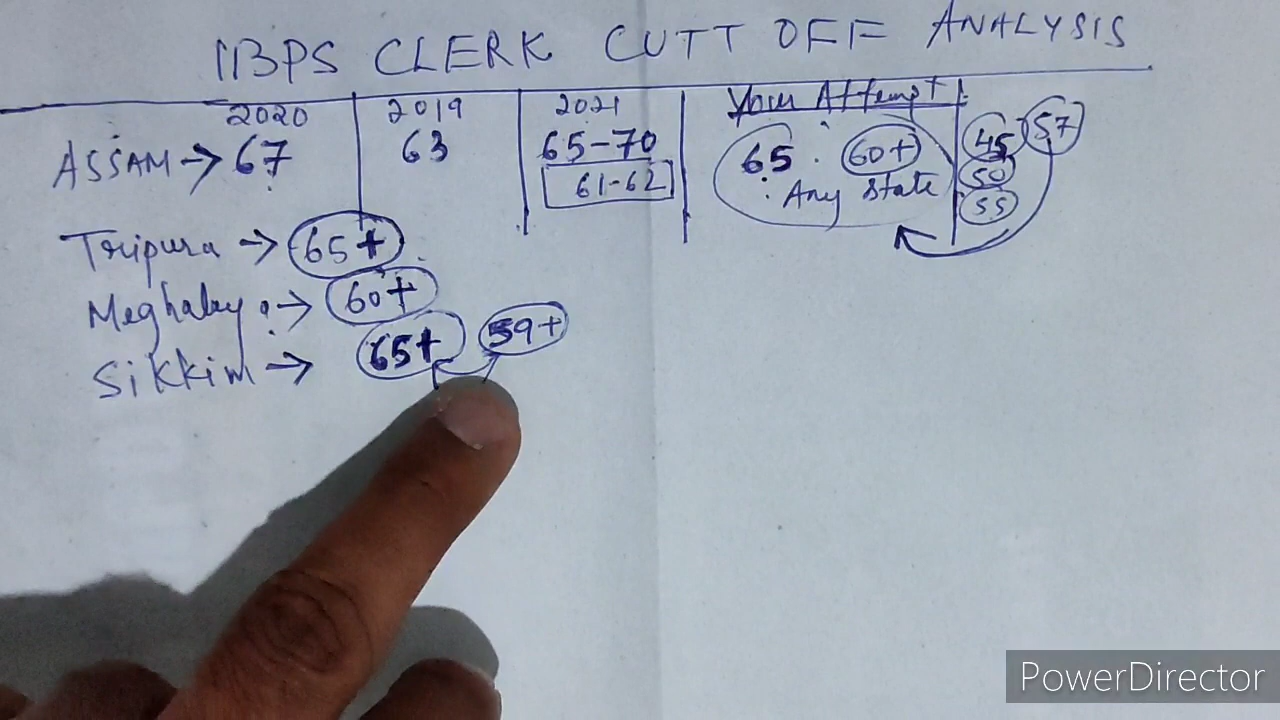 IBPS CLERK CUTT OFF ANALYSIS
2020 2019 2021 Your Attempt
ASSAM → 67 63 65-70 65 60+ 45 57
61-62 Any state 50
55
Tripura → 65+
Meghalay → 60+
Sikkim → 65+ 59+
PowerDirector